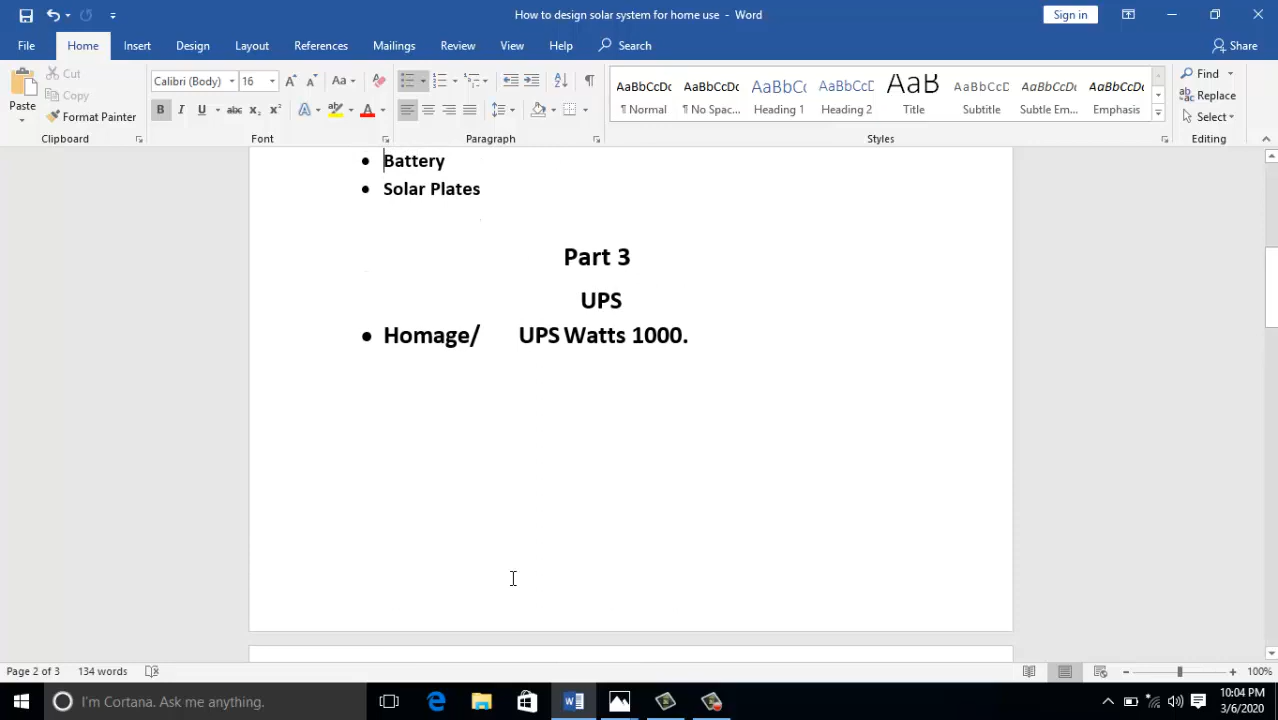 How to design solar system for home use - Word
Sign in
File Home Insert Design Layout References Mailings Review View Help Search Share
Paste
Cut
Copy
Format Painter
Clipboard
Calibri (Body) 16
Font
Paragraph
AaBbCcDc ¶ Normal
AaBbCcDc ¶ No Spac...
AaBbCc Heading 1
AaBbCcD Heading 2
AaB Title
AaBbCcD Subtitle
AaBbCcDc Subtle Em...
AaBbCcDc Emphasis
Styles
Find
Replace
Select
Editing
• Battery
• Solar Plates
Part 3
UPS
• Homage/ UPS Watts 1000.
Page 2 of 3 134 words 100%
I'm Cortana. Ask me anything.
10:04 PM
3/6/2020